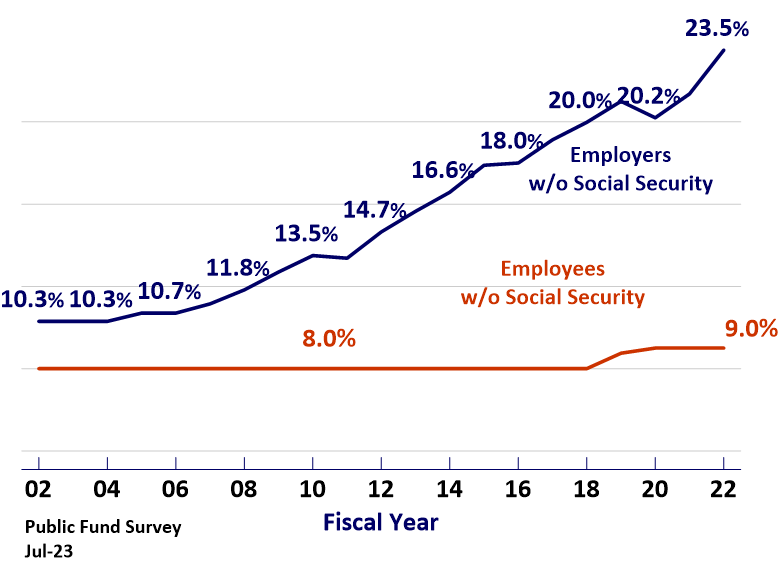 23.5%
20.0%
20.2%
18.0%
Employers
w/o Social Security
16.6%
14.7%
13.5%
11.8%
10.7%
10.3%
10.3%
Employees
w/o Social Security
8.0%
9.0%
02 04 06 08 10 12 14 16 18 20 22
Fiscal Year
Public Fund Survey
Jul-23